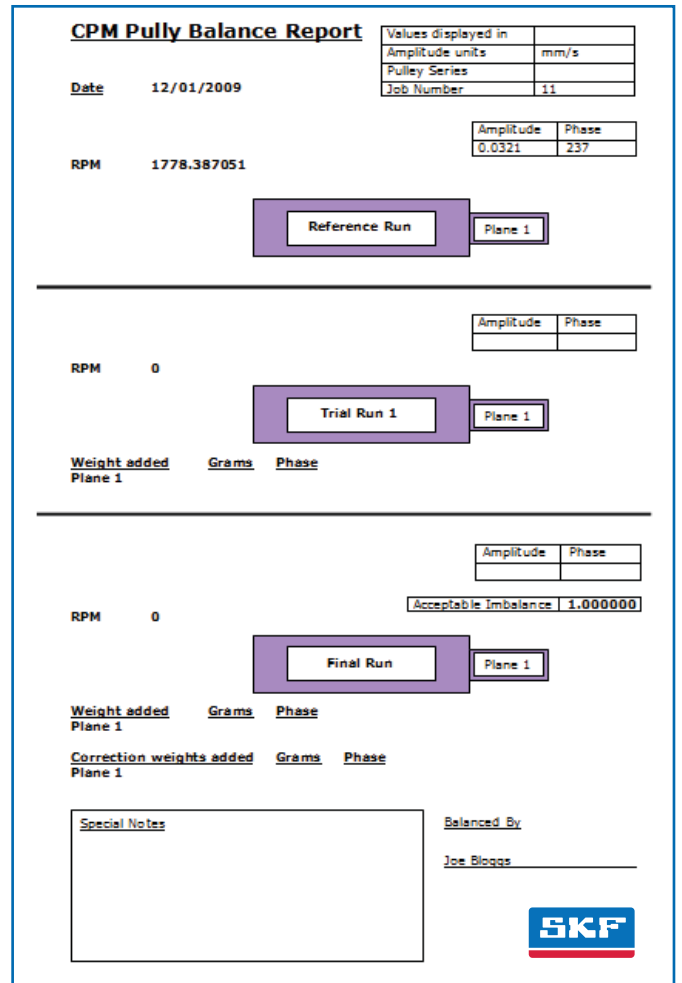 CPM Pully Balance Report
Values displayed in
Amplitude units mm/s
Pulley Series
Job Number 11
Date 12/01/2009
Amplitude Phase
0.0321 237
RPM 1778.387051
Reference Run
Plane 1
Amplitude Phase
RPM 0
Trial Run 1
Plane 1
Weight added Grams Phase
Plane 1
Amplitude Phase
Acceptable Imbalance 1.000000
RPM 0
Final Run
Plane 1
Weight added Grams Phase
Plane 1
Correction weights added Grams Phase
Plane 1
Special Notes
Balanced By
Joe Bloggs
SKF